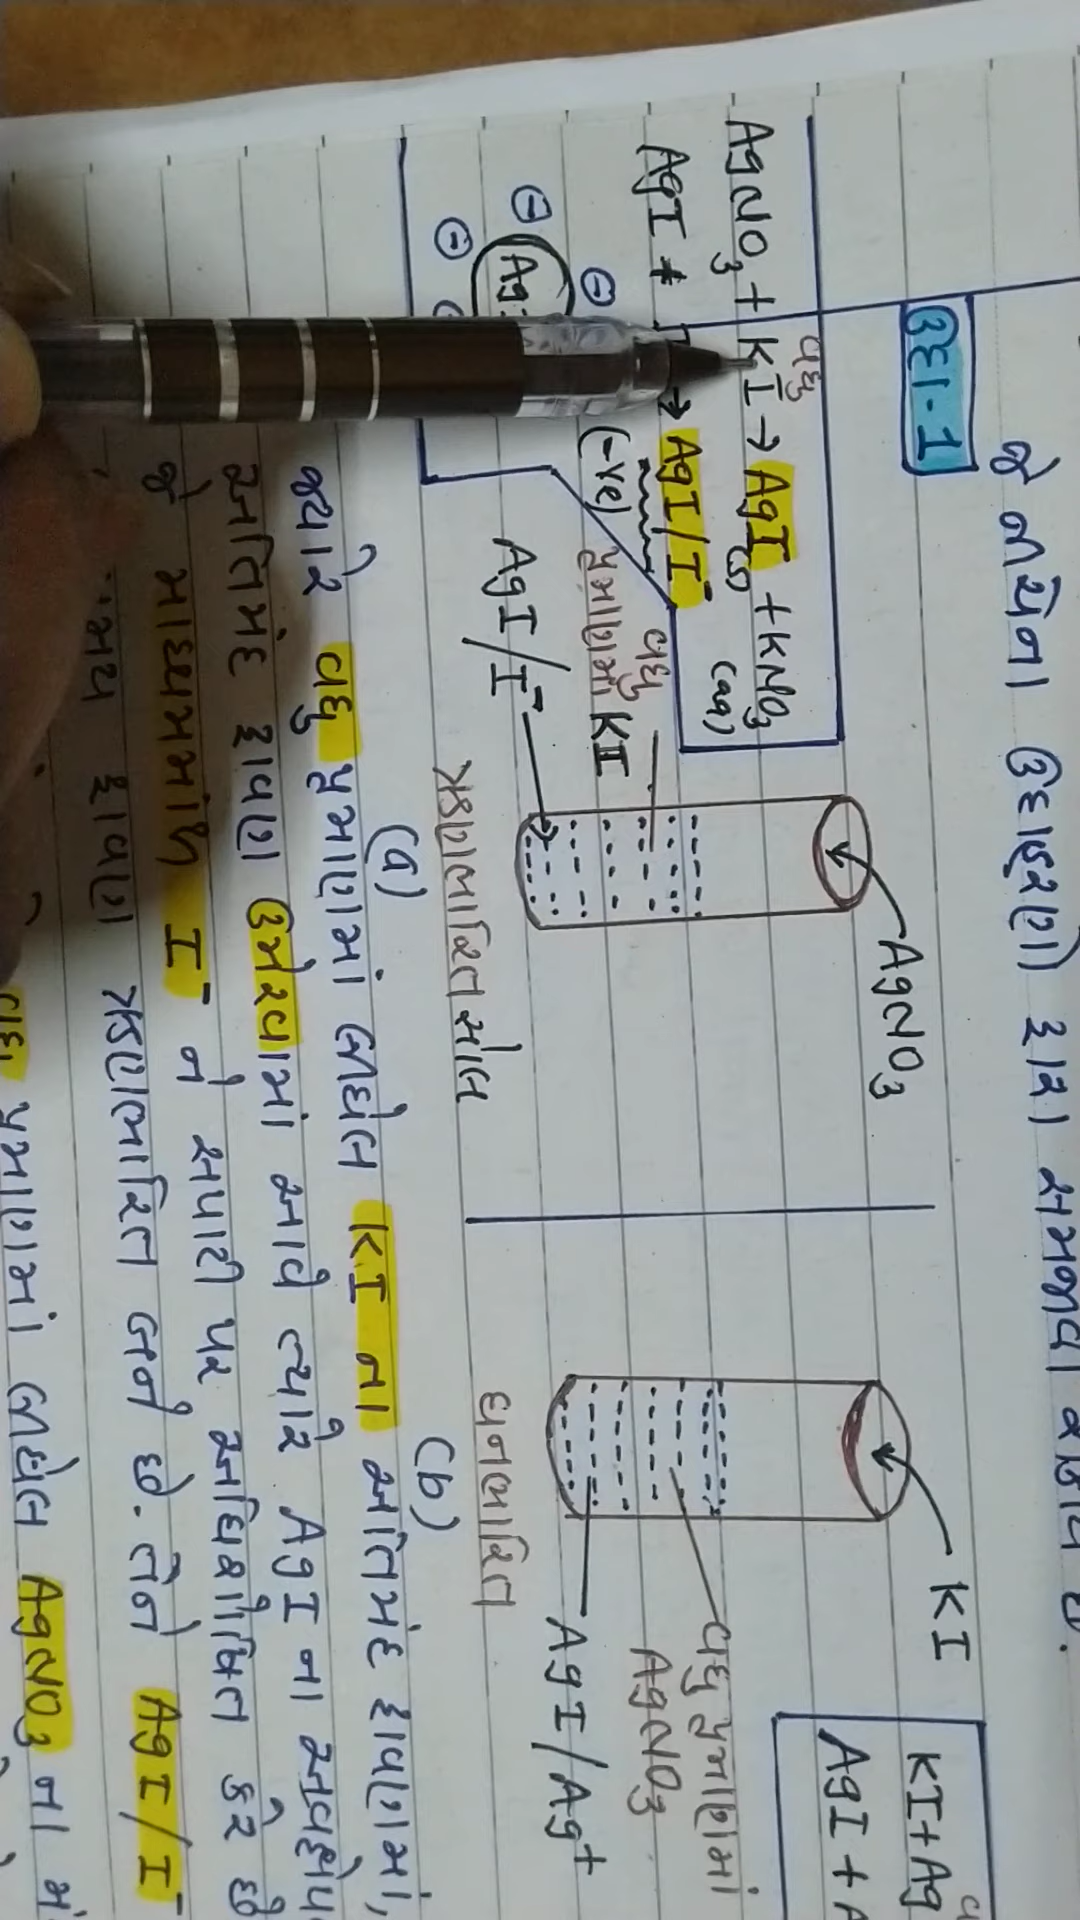 જે નીચેના ઉદાહરણો દ્વારા સમજાવી શકાય છે.
ઉદા.1
વધુ
AgNO3 + KI → AgI(s) + KNO3 (aq)
AgI + → AgI/I⁻
(-ve)
⊖ ⊖ ⊖
AgNO3
વધુ
પ્રમાણમાં KI
AgI/I⁻
ઋણભારિત સોલ
(a)
KI
વધુ પ્રમાણમાં
AgNO3
AgI/Ag⁺
ધનભારિત
(b)
KI + Ag
AgI + A
જ્યારે વધુ પ્રમાણમાં લીધેલ KI ના અતિમંદ દ્રાવણમાં,
અતિમંદ દ્રાવણ ઉમેરવામાં આવે ત્યારે AgI ના અવક્ષેપ
જે માધ્યમમાંથી I⁻ ને સપાટી પર અધિશોષિત કરે છે
દ્રાવણ ઋણભારિત બને છે. તેને AgI/I⁻
વધુ પ્રમાણમાં લીધેલ AgNO3 ના